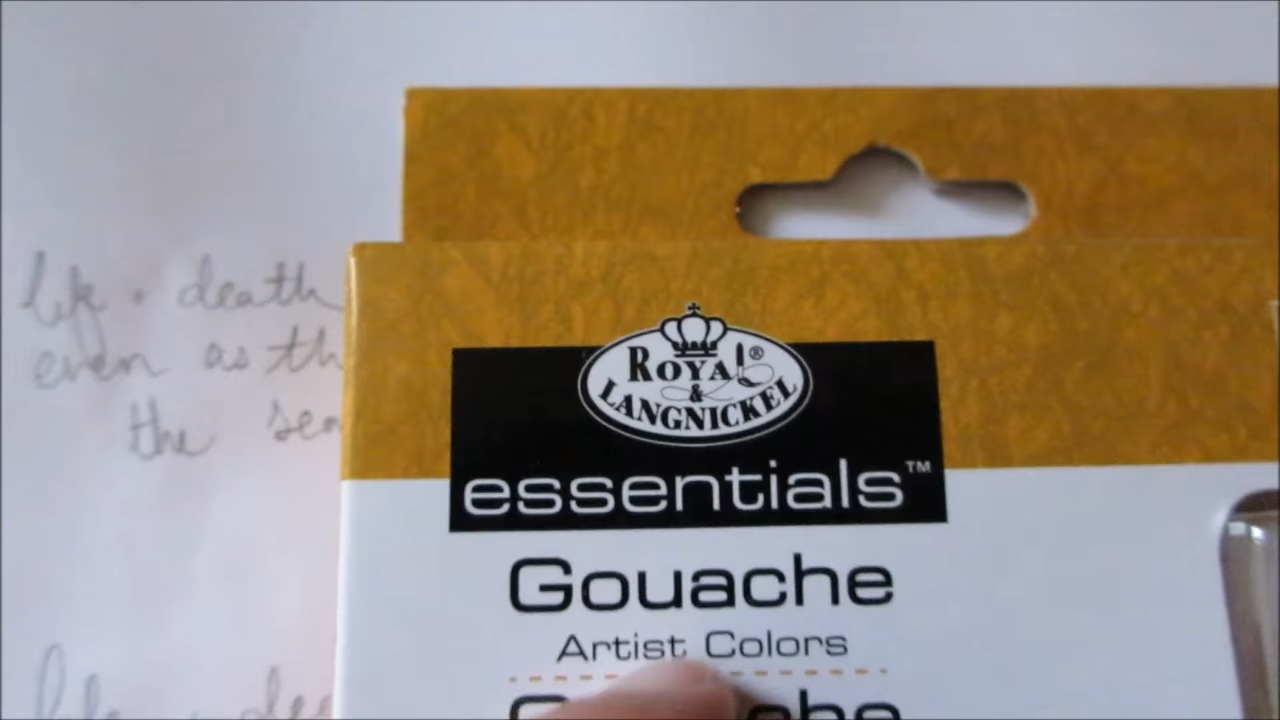 life + death
even as th
the sea
ROYAL ®
&
LANGNICKEL
essentials™
Gouache
Artist Colors